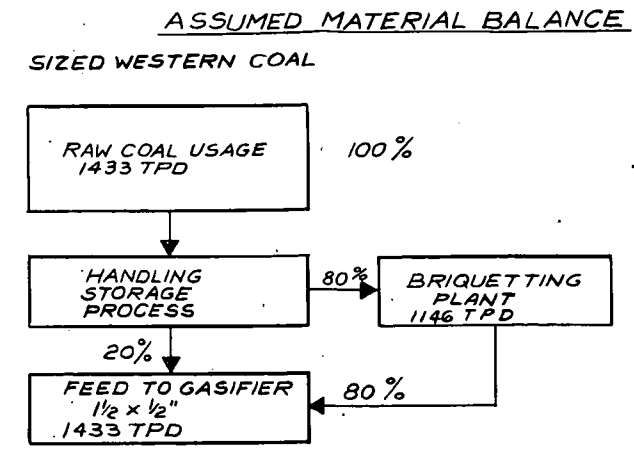 ASSUMED MATERIAL BALANCE
SIZED WESTERN COAL
RAW COAL USAGE
1433 TPD
100%
HANDLING
STORAGE
PROCESS
80%
BRIQUETTING
PLANT
1146 TPD
20%
FEED TO GASIFIER
1½ x ½"
1433 TPD
80%